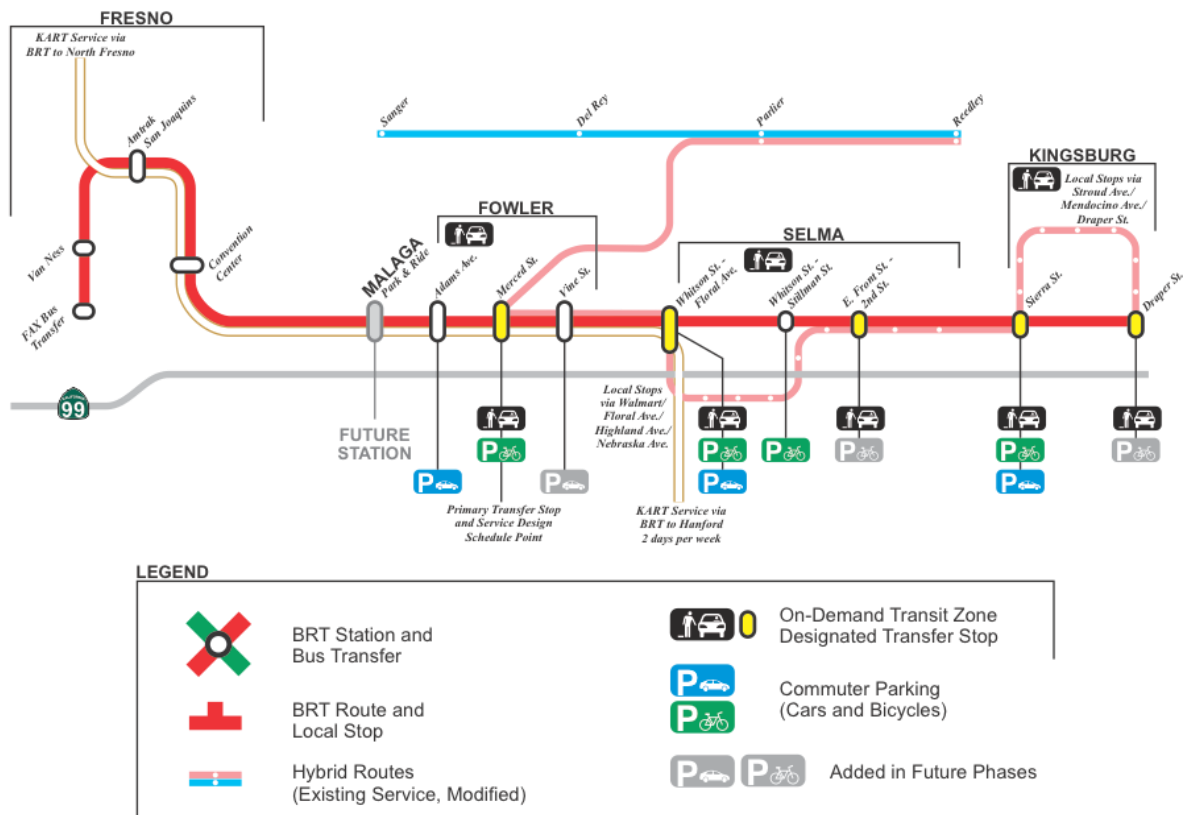 FRESNO
KART Service via
BRT to North Fresno
Amtrak
San Joaquins
Van Ness
FAX Bus
Transfer
Convention
Center
Sanger
Del Rey
Parlier
Reedley
MALAGA
Park & Ride
FOWLER
Adams Ave.
Merced St.
Vine St.
SELMA
Whitson St. -
Floral Ave.
Whitson St. -
Stillman St.
E. Front St. -
2nd St.
KINGSBURG
Local Stops via
Stroud Ave./
Mendocino Ave./
Draper St.
Sierra St.
Draper St.
CALIFORNIA
99
FUTURE
STATION
Local Stops
via Walmart/
Floral Ave./
Highland Ave./
Nebraska Ave.
P
P
P
P
P
P
P
P
P
P
Primary Transfer Stop
and Service Design
Schedule Point
KART Service via
BRT to Hanford
2 days per week
LEGEND
BRT Station and
Bus Transfer
BRT Route and
Local Stop
Hybrid Routes
(Existing Service, Modified)
On-Demand Transit Zone
Designated Transfer Stop
P
P
Commuter Parking
(Cars and Bicycles)
P P
Added in Future Phases